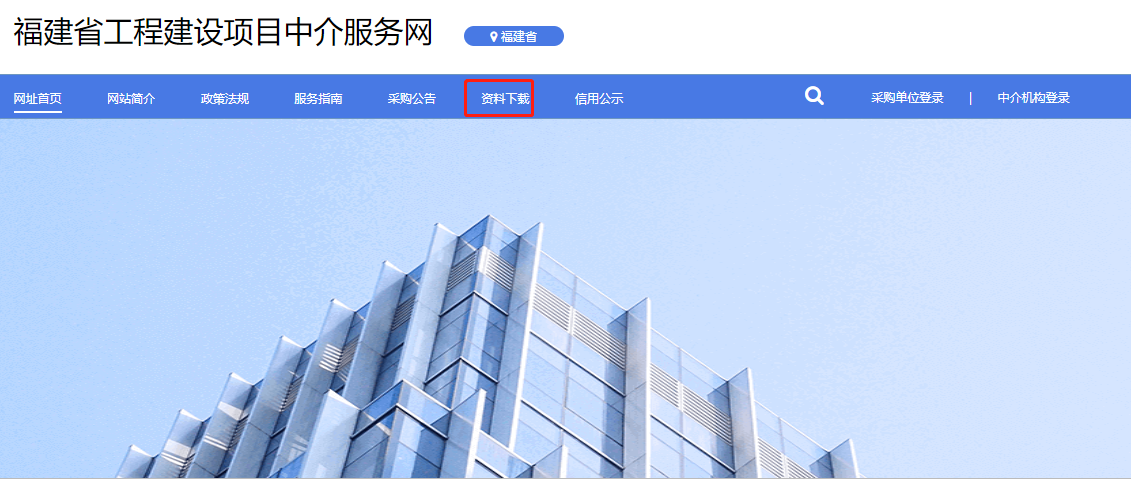 福建省工程建设项目中介服务网
福建省
网址首页 网站简介 政策法规 服务指南 采购公告 资料下载 信用公示 采购单位登录 | 中介机构登录